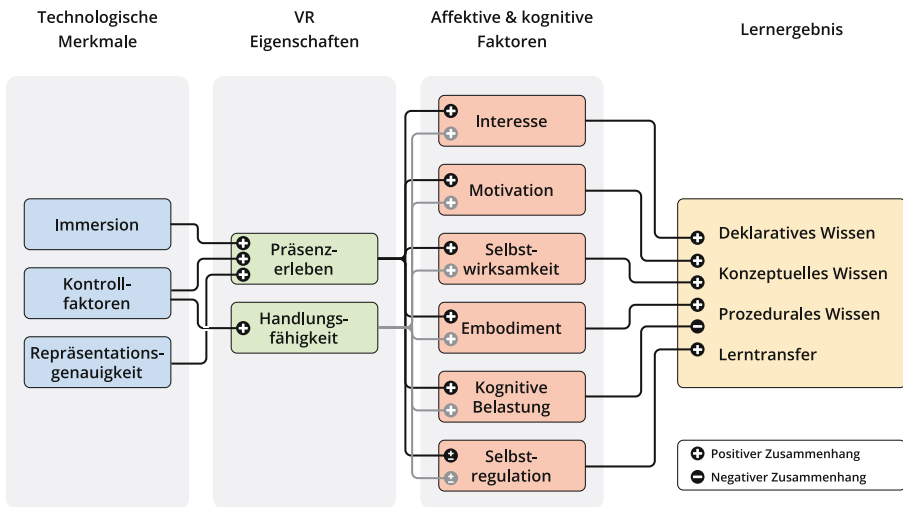 Technologische
Merkmale
VR
Eigenschaften
Affektive & kognitive
Faktoren
Lernergebnis
Immersion
Kontroll-
faktoren
Repräsentations-
genauigkeit
Präsenz-
erleben
Handlungs-
fähigkeit
Interesse
Motivation
Selbst-
wirksamkeit
Embodiment
Kognitive
Belastung
Selbst-
regulation
Deklaratives Wissen
Konzeptuelles Wissen
Prozedurales Wissen
Lerntransfer
Positiver Zusammenhang
Negativer Zusammenhang